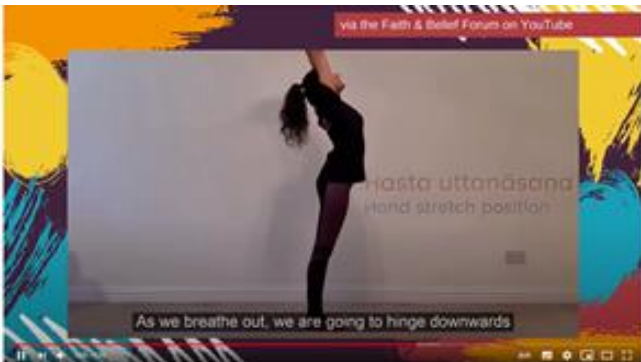 via the Faith & Belief Forum on YouTube
Hasta uttanāsana
Hand stretch position
As we breathe out, we are going to hinge downwards